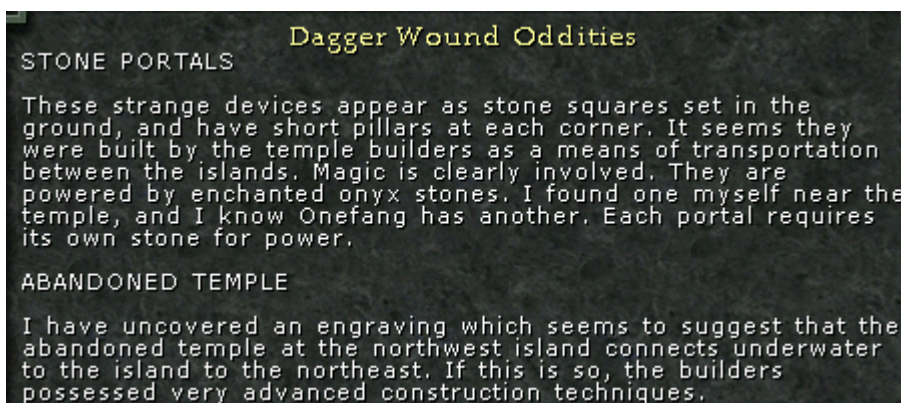 Dagger Wound Oddities
STONE PORTALS
These strange devices appear as stone squares set in the
ground, and have short pillars at each corner. It seems they
were built by the temple builders as a means of transportation
between the islands. Magic is clearly involved. They are
powered by enchanted onyx stones. I found one myself near the
temple, and I know Onefang has another. Each portal requires
its own stone for power.
ABANDONED TEMPLE
I have uncovered an engraving which seems to suggest that the
abandoned temple at the northwest island connects underwater
to the island to the northeast. If this is so, the builders
possessed very advanced construction techniques.